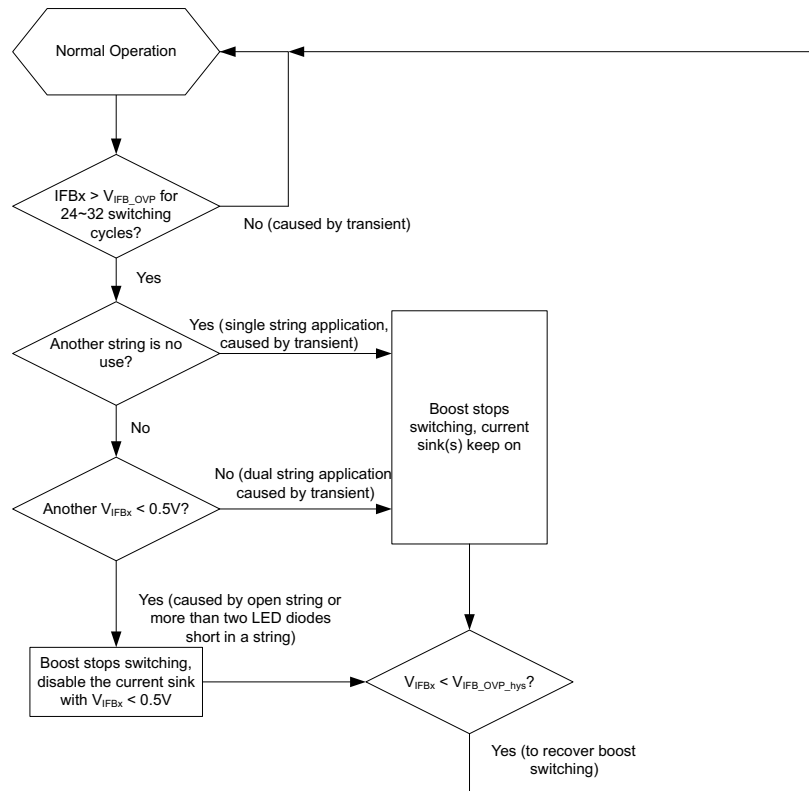 Normal Operation
IFBx > VIFB_OVP for
24~32 switching
cycles?
No (caused by transient)
Yes
Another string is no
use?
Yes (single string application,
caused by transient)
Boost stops
switching, current
sink(s) keep on
No
Another VIFBx < 0.5V?
No (dual string application
caused by transient)
Yes (caused by open string or
more than two LED diodes
short in a string)
Boost stops switching,
disable the current sink
with VIFBx < 0.5V
VIFBx < VIFB_OVP_hys?
Yes (to recover boost
switching)